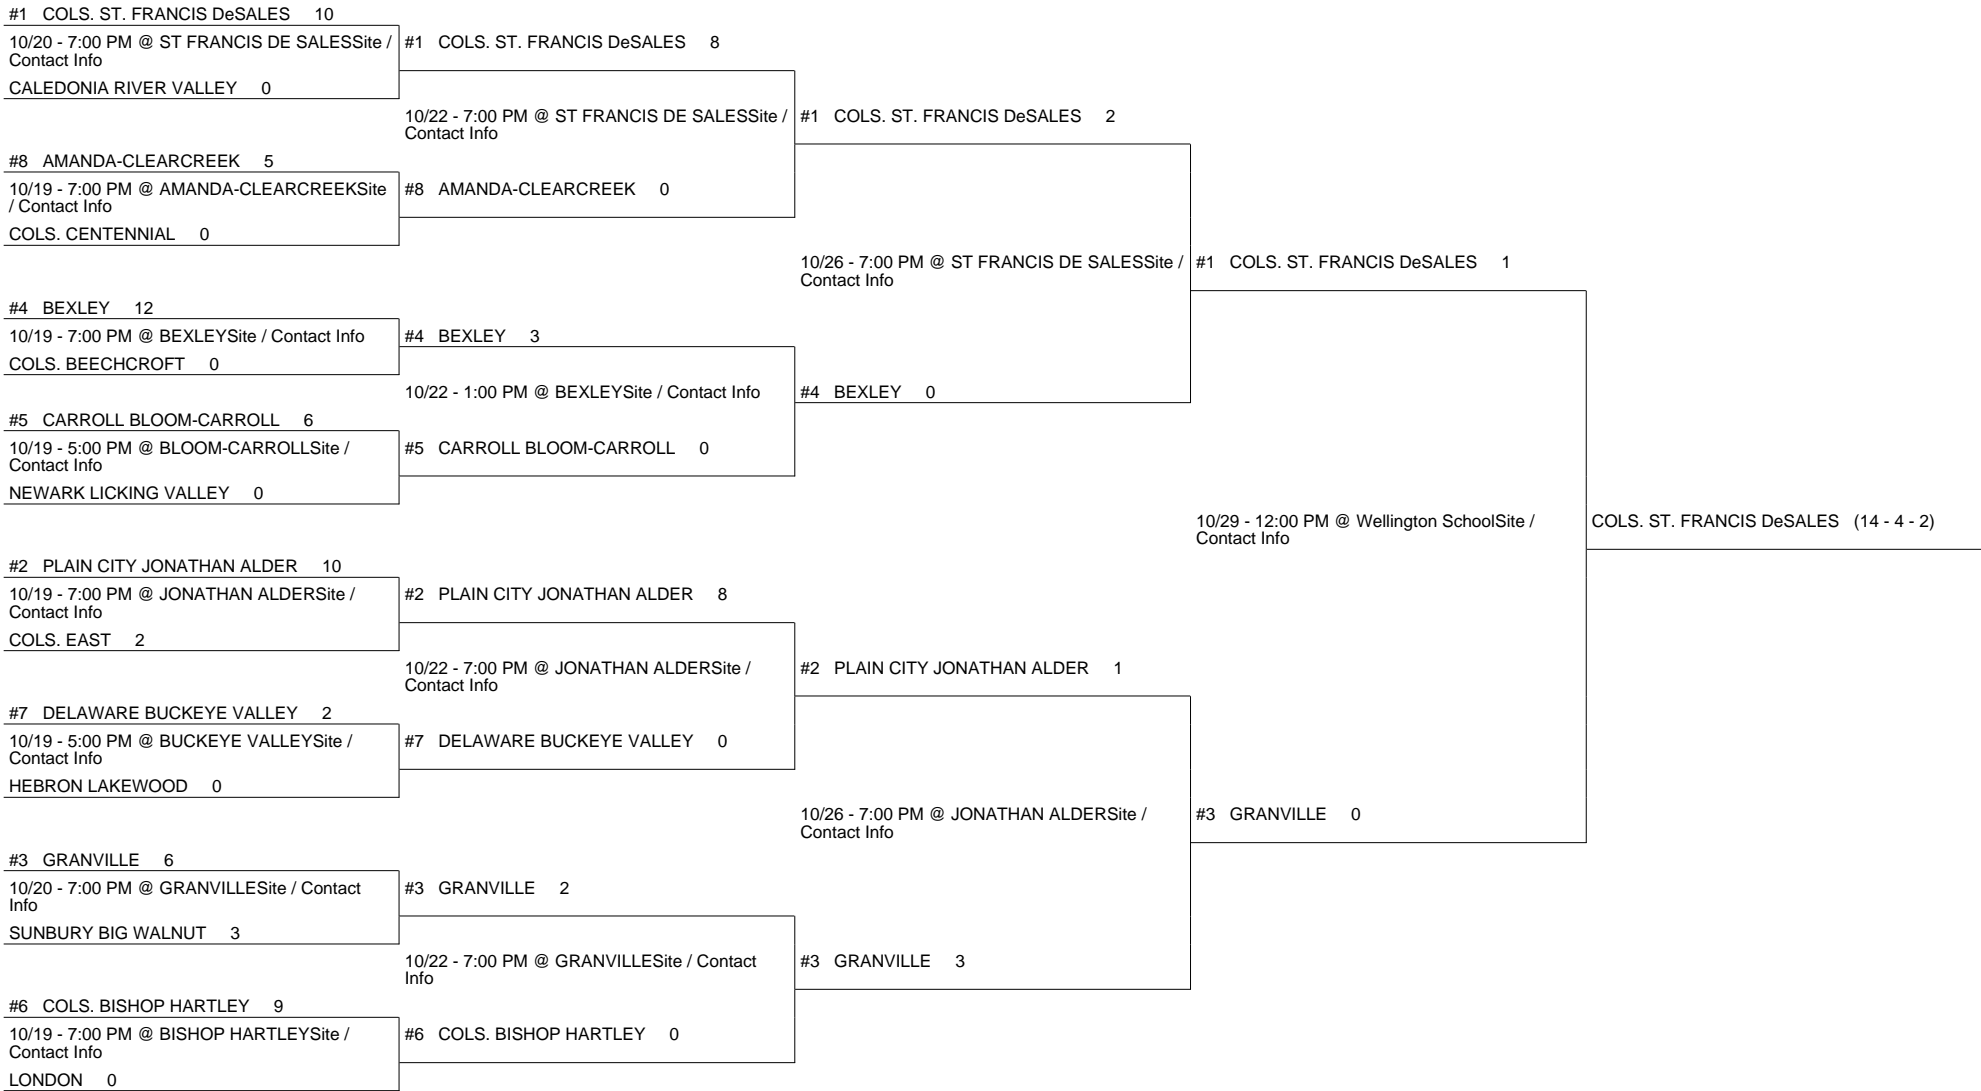 #1 COLS. ST. FRANCIS DeSALES 10
10/20 - 7:00 PM @ ST FRANCIS DE SALESSite /
Contact Info
CALEDONIA RIVER VALLEY 0
#8 AMANDA-CLEARCREEK 5
10/19 - 7:00 PM @ AMANDA-CLEARCREEKSite
/ Contact Info
COLS. CENTENNIAL 0
#4 BEXLEY 12
10/19 - 7:00 PM @ BEXLEYSite / Contact Info
COLS. BEECHCROFT 0
#5 CARROLL BLOOM-CARROLL 6
10/19 - 5:00 PM @ BLOOM-CARROLLSite /
Contact Info
NEWARK LICKING VALLEY 0
#2 PLAIN CITY JONATHAN ALDER 10
10/19 - 7:00 PM @ JONATHAN ALDERSite /
Contact Info
COLS. EAST 2
#7 DELAWARE BUCKEYE VALLEY 2
10/19 - 5:00 PM @ BUCKEYE VALLEYSite /
Contact Info
HEBRON LAKEWOOD 0
#3 GRANVILLE 6
10/20 - 7:00 PM @ GRANVILLESite / Contact
Info
SUNBURY BIG WALNUT 3
#6 COLS. BISHOP HARTLEY 9
10/19 - 7:00 PM @ BISHOP HARTLEYSite /
Contact Info
LONDON 0
#1 COLS. ST. FRANCIS DeSALES 8
10/22 - 7:00 PM @ ST FRANCIS DE SALESSite /
Contact Info
#8 AMANDA-CLEARCREEK 0
#4 BEXLEY 3
10/22 - 1:00 PM @ BEXLEYSite / Contact Info
#5 CARROLL BLOOM-CARROLL 0
#2 PLAIN CITY JONATHAN ALDER 8
10/22 - 7:00 PM @ JONATHAN ALDERSite /
Contact Info
#7 DELAWARE BUCKEYE VALLEY 0
#3 GRANVILLE 2
10/22 - 7:00 PM @ GRANVILLESite / Contact
Info
#6 COLS. BISHOP HARTLEY 0
#1 COLS. ST. FRANCIS DeSALES 2
10/26 - 7:00 PM @ ST FRANCIS DE SALESSite /
Contact Info
#4 BEXLEY 0
#2 PLAIN CITY JONATHAN ALDER 1
10/26 - 7:00 PM @ JONATHAN ALDERSite /
Contact Info
#3 GRANVILLE 3
#1 COLS. ST. FRANCIS DeSALES 1
10/29 - 12:00 PM @ Wellington SchoolSite /
Contact Info
#3 GRANVILLE 0
COLS. ST. FRANCIS DeSALES (14 - 4 - 2)